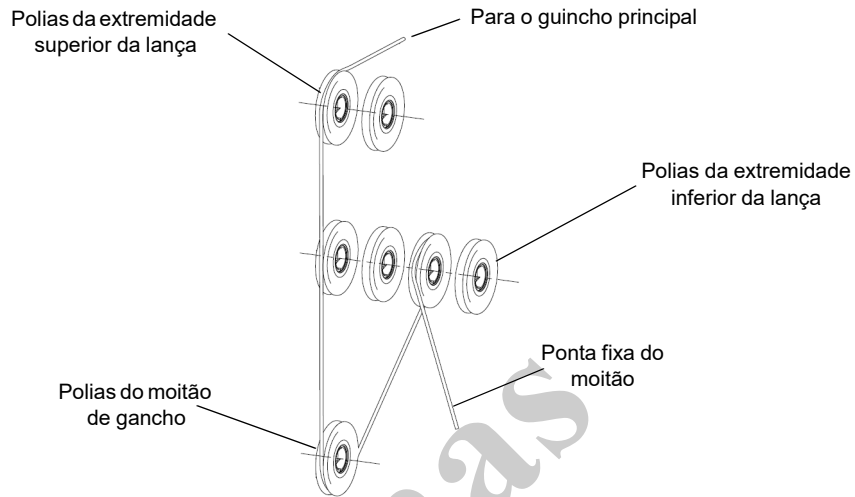 Polias da extremidade
superior da lança
Para o guincho principal
Polias da extremidade
inferior da lança
Ponta fixa do
moitão
Polias do moitão
de gancho